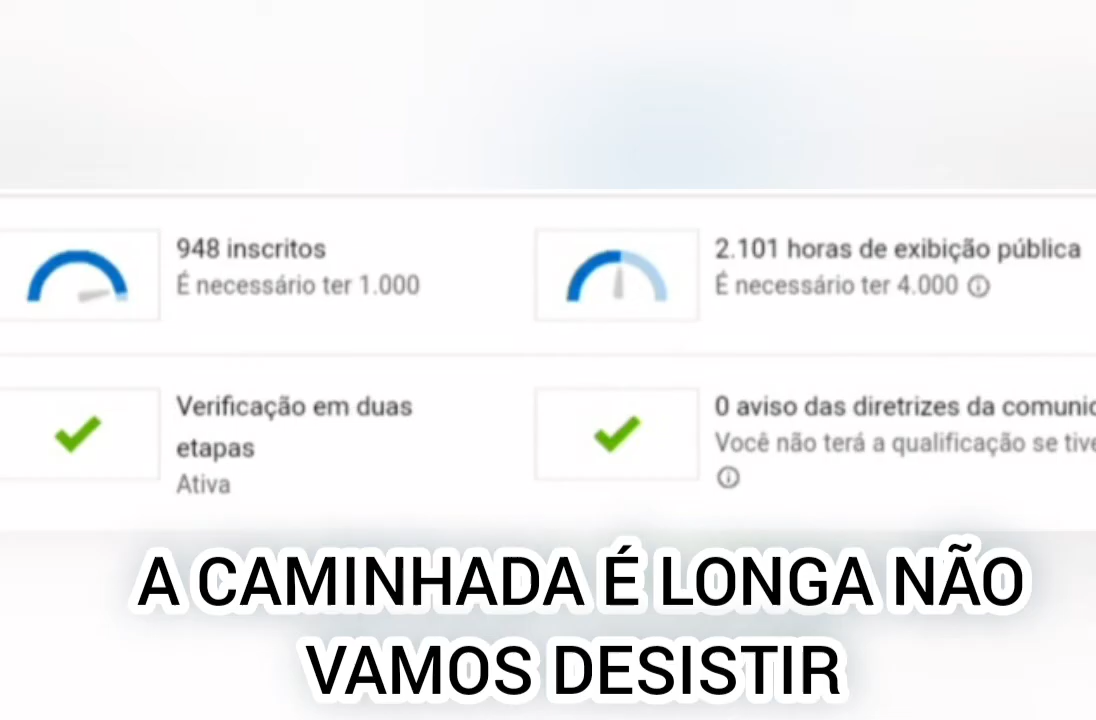 948 inscritos
É necessário ter 1.000
2.101 horas de exibição pública
É necessário ter 4.000
Verificação em duas
etapas
Ativa
0 aviso das diretrizes da comunic
Você não terá a qualificação se tive
A CAMINHADA É LONGA NÃO
VAMOS DESISTIR